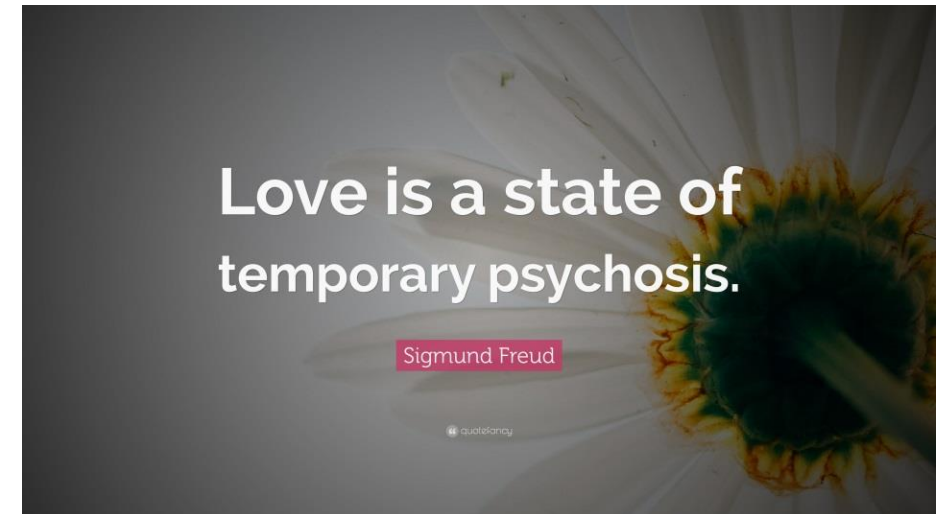 Love is a state of
temporary psychosis.
Sigmund Freud
quotefancy